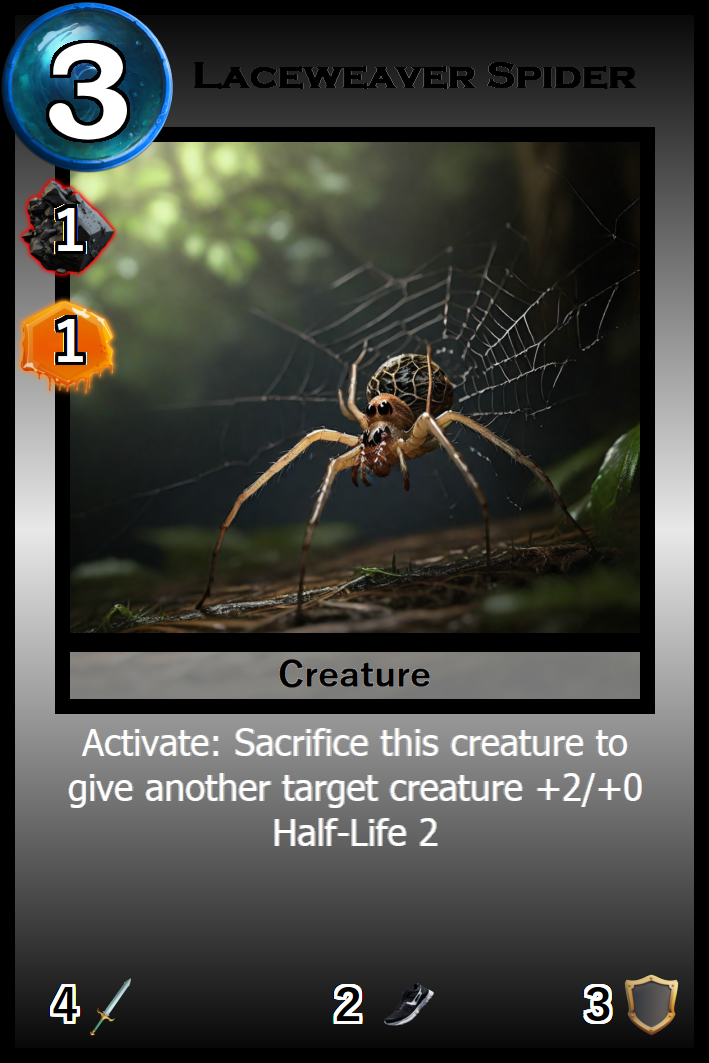 3
Laceweaver Spider
1
1
Creature
Activate: Sacrifice this creature to
give another target creature +2/+0
Half-Life 2
4 2 3